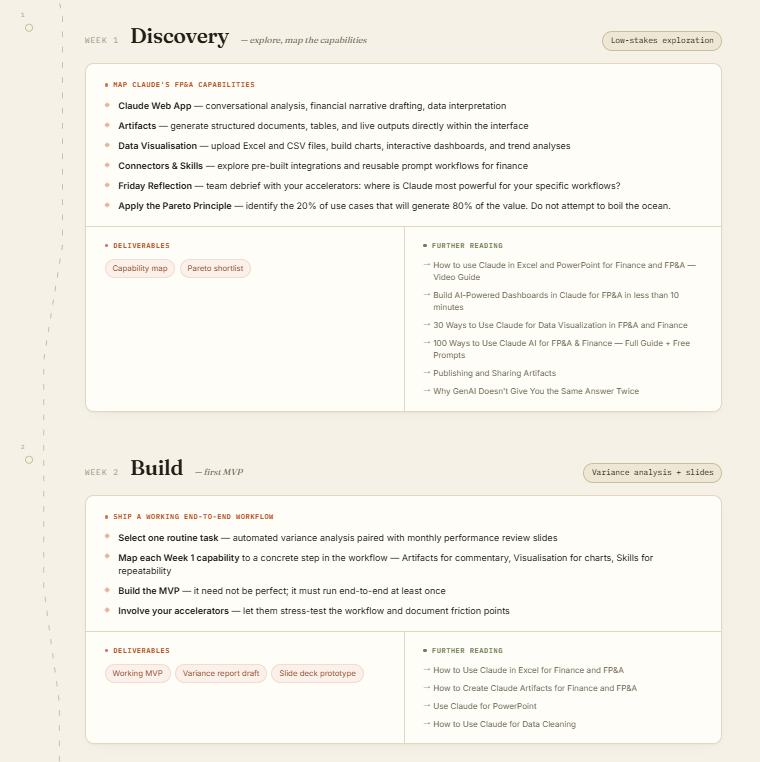 1
WEEK 1 Discovery — explore, map the capabilities Low-stakes exploration
MAP CLAUDE'S FP&A CAPABILITIES
Claude Web App — conversational analysis, financial narrative drafting, data interpretation
Artifacts — generate structured documents, tables, and live outputs directly within the interface
Data Visualisation — upload Excel and CSV files, build charts, interactive dashboards, and trend analyses
Connectors & Skills — explore pre-built integrations and reusable prompt workflows for finance
Friday Reflection — team debrief with your accelerators: where is Claude most powerful for your specific workflows?
Apply the Pareto Principle — identify the 20% of use cases that will generate 80% of the value. Do not attempt to boil the ocean.
DELIVERABLES
Capability map Pareto shortlist
FURTHER READING
→ How to use Claude in Excel and PowerPoint for Finance and FP&A —
Video Guide
→ Build AI-Powered Dashboards in Claude for FP&A in less than 10
minutes
→ 30 Ways to Use Claude for Data Visualization in FP&A and Finance
→ 100 Ways to Use Claude AI for FP&A & Finance — Full Guide + Free
Prompts
→ Publishing and Sharing Artifacts
→ Why GenAI Doesn't Give You the Same Answer Twice
2
WEEK 2 Build — first MVP Variance analysis + slides
SHIP A WORKING END-TO-END WORKFLOW
Select one routine task — automated variance analysis paired with monthly performance review slides
Map each Week 1 capability to a concrete step in the workflow — Artifacts for commentary, Visualisation for charts, Skills for
repeatability
Build the MVP — it need not be perfect; it must run end-to-end at least once
Involve your accelerators — let them stress-test the workflow and document friction points
DELIVERABLES
Working MVP Variance report draft Slide deck prototype
FURTHER READING
→ How to Use Claude in Excel for Finance and FP&A
→ How to Create Claude Artifacts for Finance and FP&A
→ Use Claude for PowerPoint
→ How to Use Claude for Data Cleaning